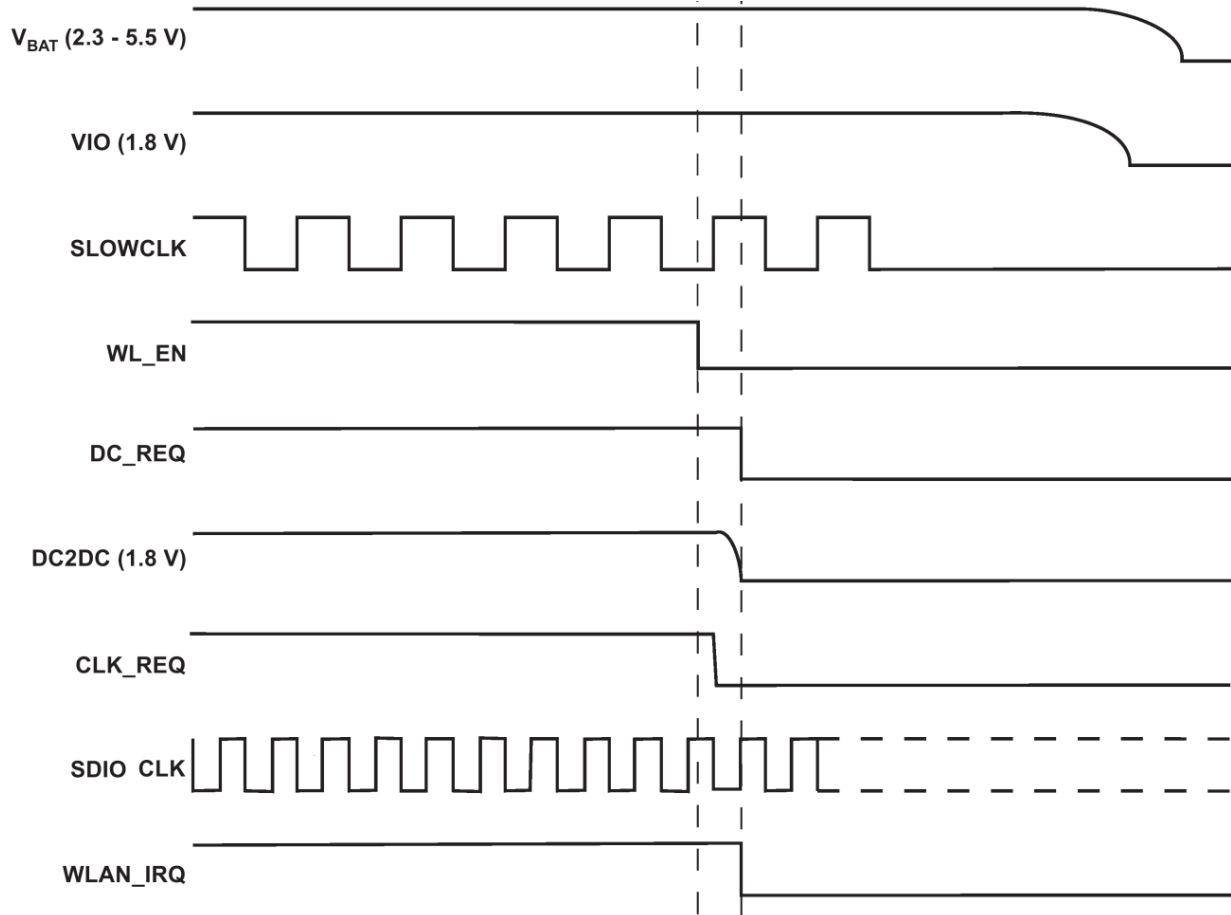 V_BAT (2.3 - 5.5 V)
VIO (1.8 V)
SLOWCLK
WL_EN
DC_REQ
DC2DC (1.8 V)
CLK_REQ
SDIO CLK
WLAN_IRQ